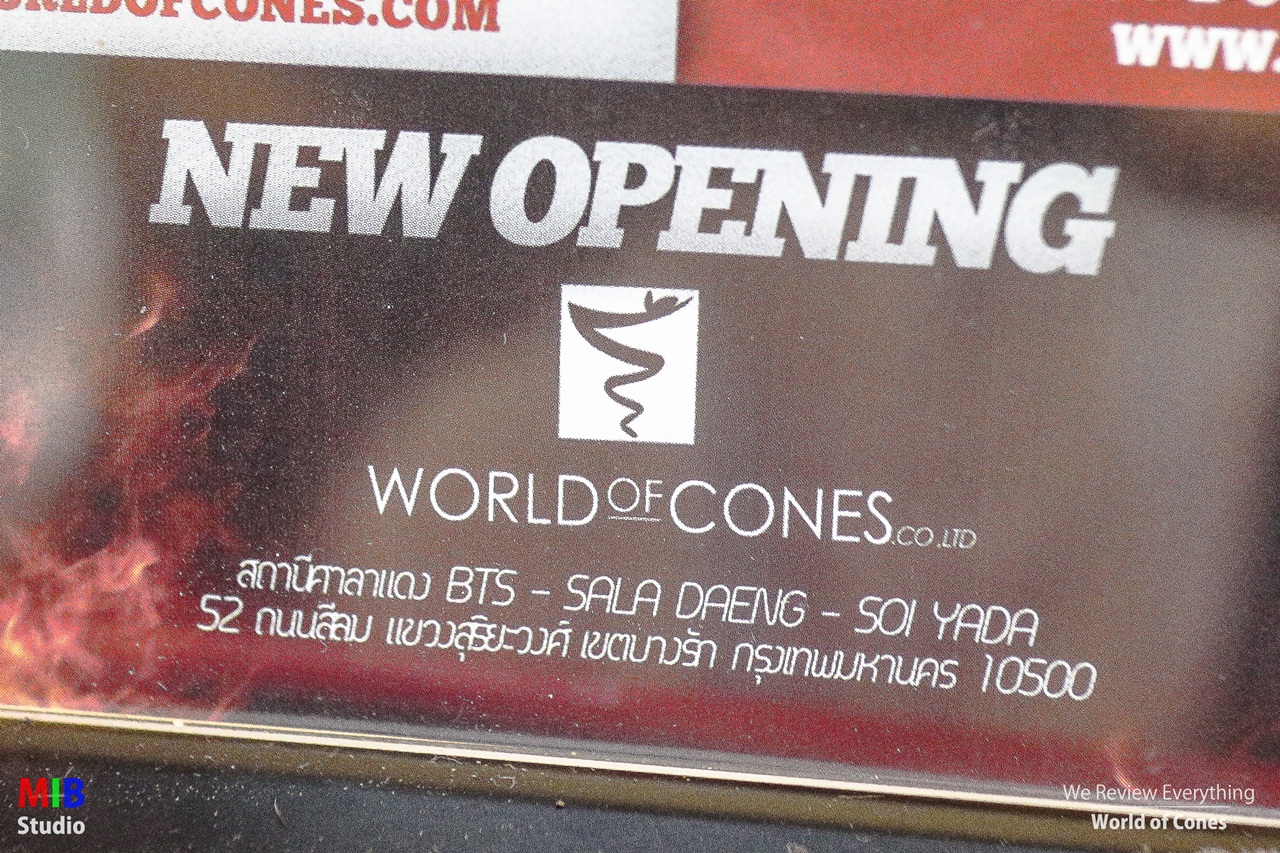 RLDOFCONES.COM
www.
NEW OPENING
WORLD OF CONES.CO.,LTD
สถานีศาลาแดง BTS - SALA DAENG - SOI YADA
52 ถนนสีลม แขวงสุริยะวงศ์ เขตบางรัก กรุงเทพมหานคร 10500
MIB
Studio
We Review Everything
World of Cones